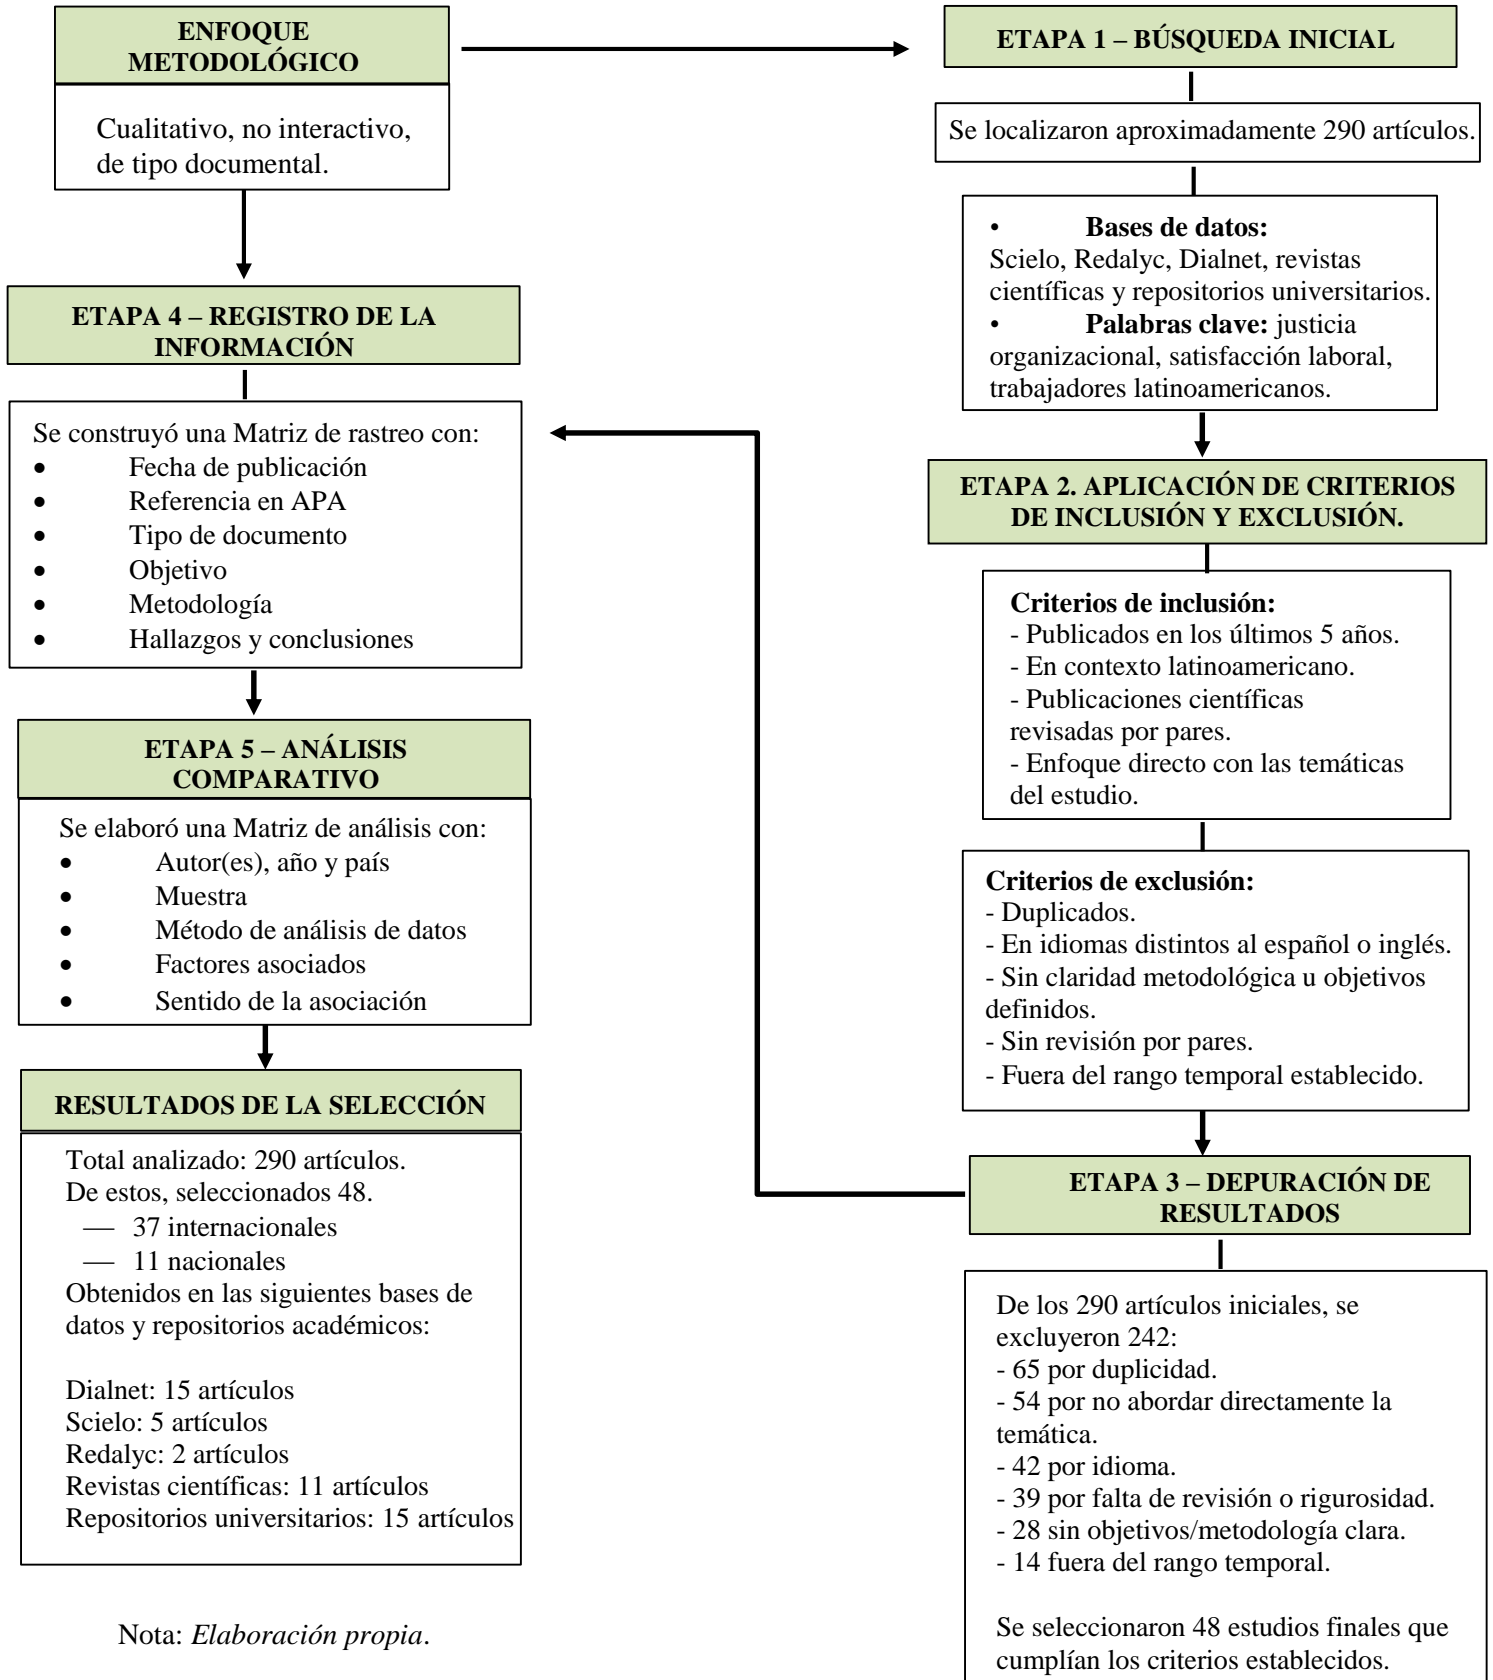 ENFOQUE
METODOLÓGICO
Cualitativo, no interactivo,
de tipo documental.
ETAPA 1 – BÚSQUEDA INICIAL
Se localizaron aproximadamente 290 artículos.
• Bases de datos:
Scielo, Redalyc, Dialnet, revistas
científicas y repositorios universitarios.
• Palabras clave: justicia
organizacional, satisfacción laboral,
trabajadores latinoamericanos.
ETAPA 2. APLICACIÓN DE CRITERIOS
DE INCLUSIÓN Y EXCLUSIÓN.
Criterios de inclusión:
- Publicados en los últimos 5 años.
- En contexto latinoamericano.
- Publicaciones científicas
revisadas por pares.
- Enfoque directo con las temáticas
del estudio.
Criterios de exclusión:
- Duplicados.
- En idiomas distintos al español o inglés.
- Sin claridad metodológica u objetivos
definidos.
- Sin revisión por pares.
- Fuera del rango temporal establecido.
ETAPA 3 – DEPURACIÓN DE
RESULTADOS
De los 290 artículos iniciales, se
excluyeron 242:
- 65 por duplicidad.
- 54 por no abordar directamente la
temática.
- 42 por idioma.
- 39 por falta de revisión o rigurosidad.
- 28 sin objetivos/metodología clara.
- 14 fuera del rango temporal.
Se seleccionaron 48 estudios finales que
cumplían los criterios establecidos.
ETAPA 4 – REGISTRO DE LA
INFORMACIÓN
Se construyó una Matriz de rastreo con:
• Fecha de publicación
• Referencia en APA
• Tipo de documento
• Objetivo
• Metodología
• Hallazgos y conclusiones
ETAPA 5 – ANÁLISIS
COMPARATIVO
Se elaboró una Matriz de análisis con:
• Autor(es), año y país
• Muestra
• Método de análisis de datos
• Factores asociados
• Sentido de la asociación
RESULTADOS DE LA SELECCIÓN
Total analizado: 290 artículos.
De estos, seleccionados 48.
— 37 internacionales
— 11 nacionales
Obtenidos en las siguientes bases de
datos y repositorios académicos:
Dialnet: 15 artículos
Scielo: 5 artículos
Redalyc: 2 artículos
Revistas científicas: 11 artículos
Repositorios universitarios: 15 artículos
Nota: Elaboración propia.